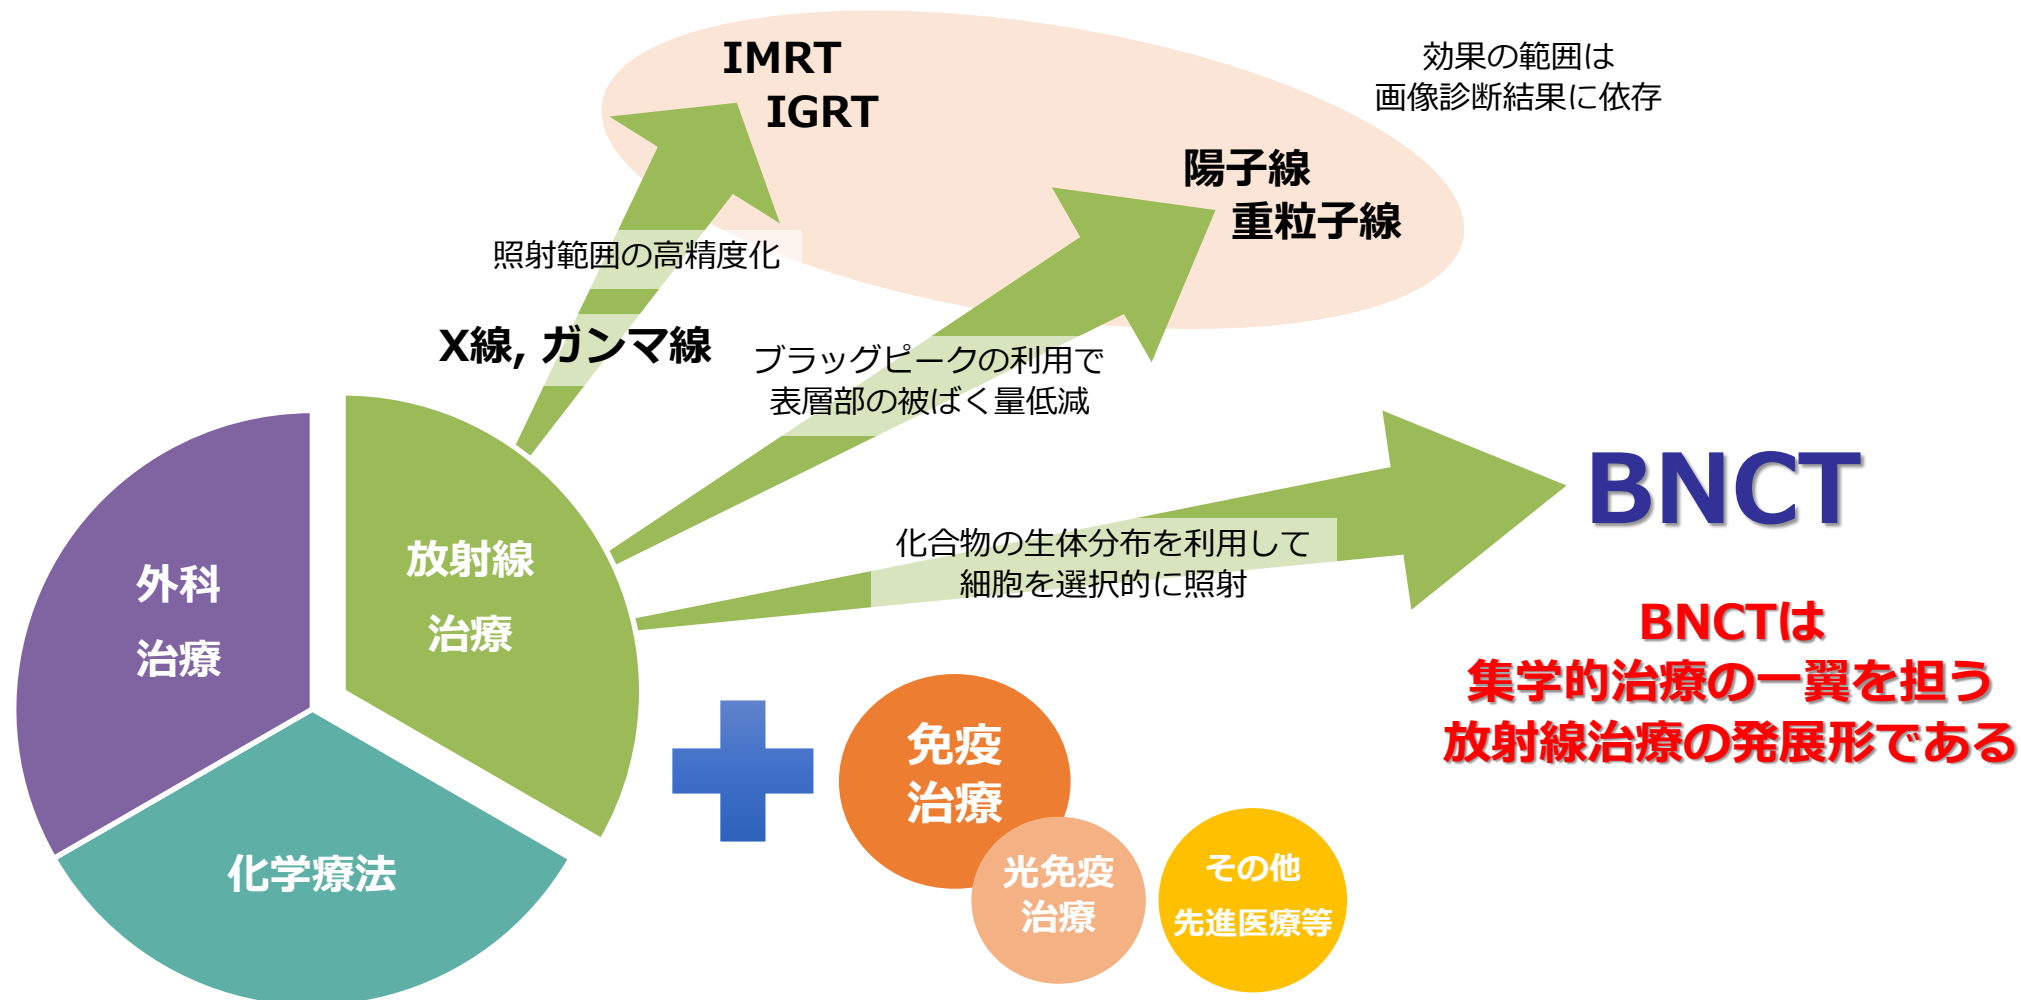 IMRT
IGRT
効果の範囲は
画像診断結果に依存
陽子線
重粒子線
照射範囲の高精度化
X線, ガンマ線
ブラッグピークの利用で
表層部の被ばく量低減
BNCT
化合物の生体分布を利用して
細胞を選択的に照射
放射線
治療
外科
治療
化学療法
BNCTは
集学的治療の一翼を担う
放射線治療の発展形である
免疫
治療
光免疫
治療
その他
先進医療等